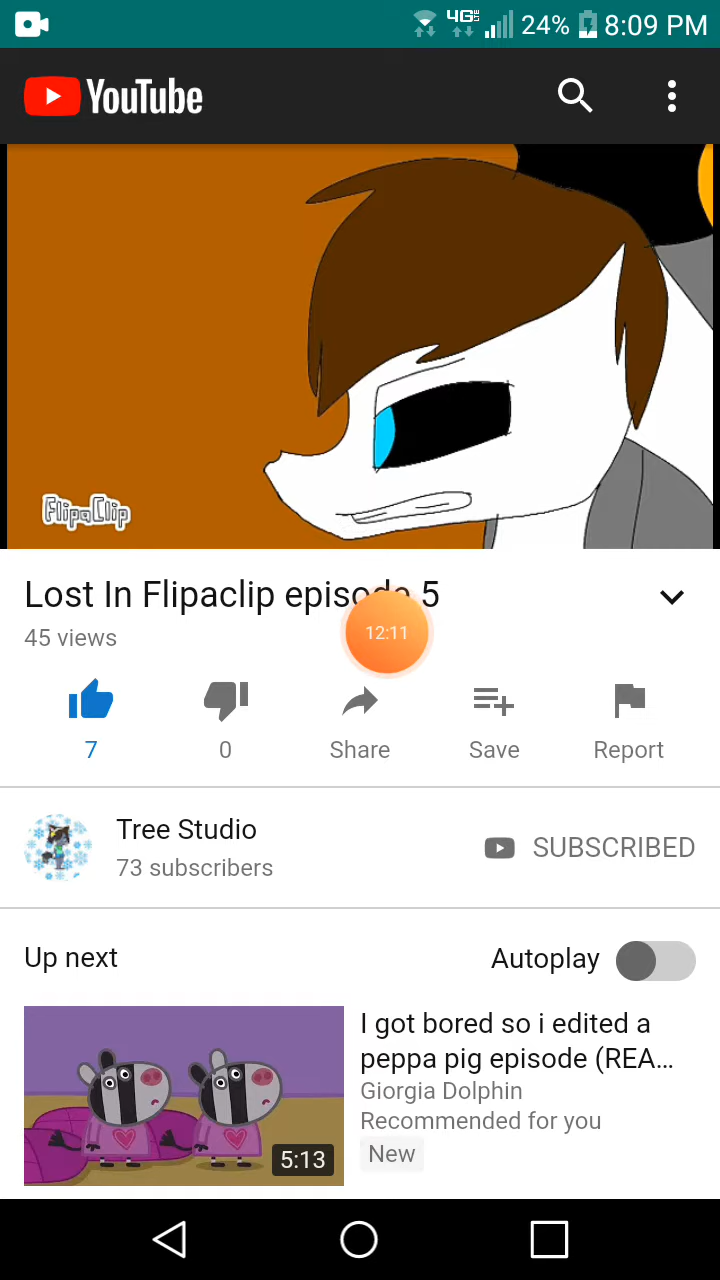 4G LTE 24% 8:09 PM
YouTube
FlipaClip
Lost In Flipaclip episode 5
12:11
45 views
7 0 Share Save Report
Tree Studio
SUBSCRIBED
73 subscribers
Up next Autoplay
I got bored so i edited a
peppa pig episode (REA...
Giorgia Dolphin
Recommended for you
New
5:13